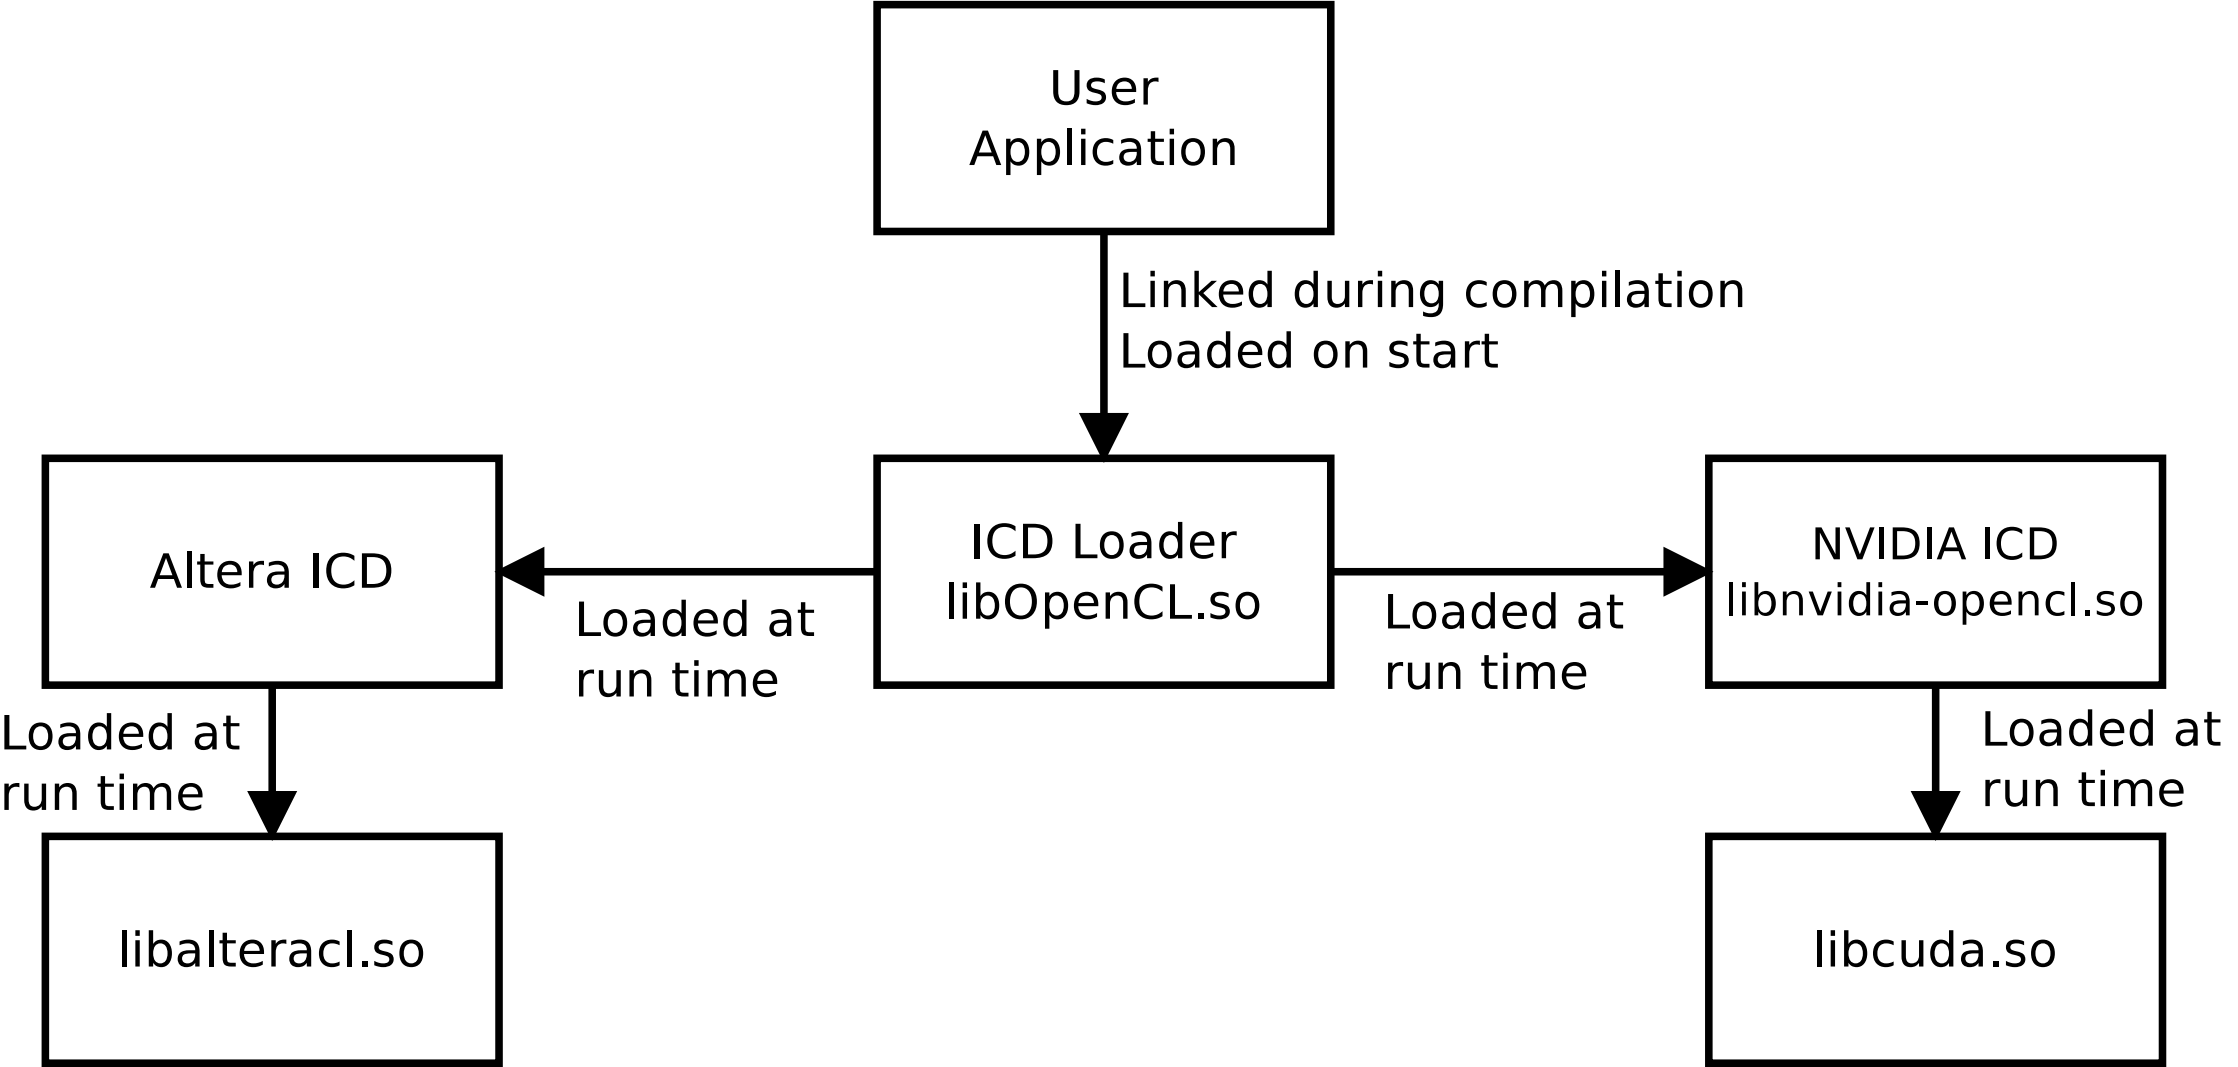 User
Application
Linked during compilation
Loaded on start
Altera ICD
ICD Loader
libOpenCL.so
NVIDIA ICD
libnvidia-opencl.so
Loaded at
run time
Loaded at
run time
Loaded at
run time
Loaded at
run time
libalteracl.so
libcuda.so